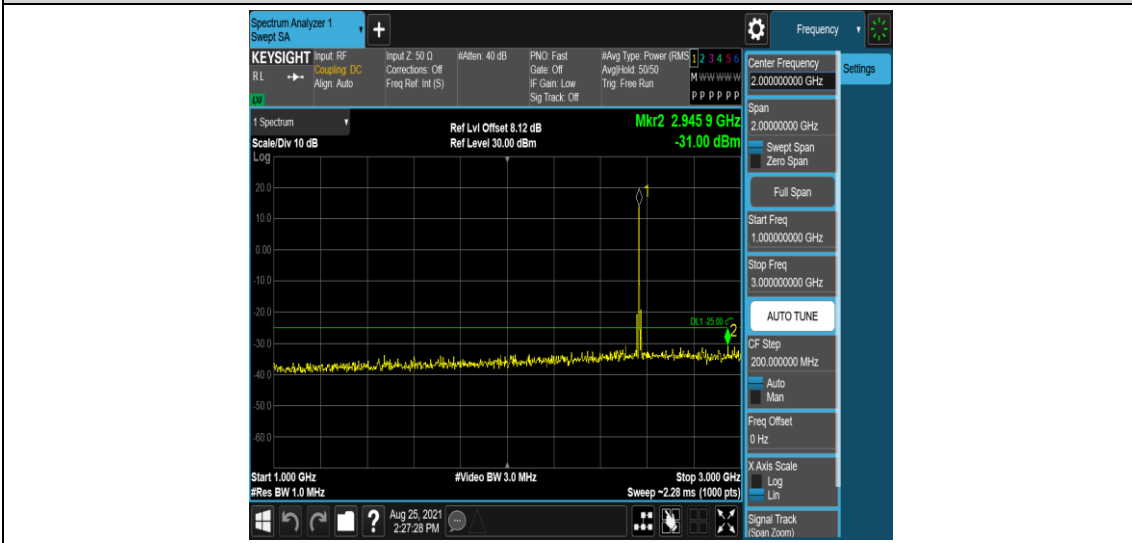 Spectrum Analyzer 1
Swept SA
+
Frequency
KEYSIGHT
RL
LXI
Input: RF
Coupling: DC
Align: Auto
Input Z: 50 Ω
Corrections: Off
Freq Ref: Int (S)
#Atten: 40 dB
PNO: Fast
Gate: Off
IF Gain: Low
Sig Track: Off
#Avg Type: Power (RMS
Avg|Hold: 50/50
Trig: Free Run
1 2 3 4 5 6
M W W W W W
P P P P P P
Center Frequency
2.000000000 GHz
Settings
Span
2.00000000 GHz
Swept Span
Zero Span
Full Span
Start Freq
1.000000000 GHz
Stop Freq
3.000000000 GHz
AUTO TUNE
CF Step
200.000000 MHz
Auto
Man
Freq Offset
0 Hz
X Axis Scale
Log
Lin
Signal Track
(Span Zoom)
1 Spectrum
Scale/Div 10 dB
Log
Ref Lvl Offset 8.12 dB
Ref Level 30.00 dBm
Mkr2 2.945 9 GHz
-31.00 dBm
20.0
10.0
0.00
-10.0
-20.0
-30.0
-40.0
-50.0
-60.0
1
DL1 -25.00
2
Start 1.000 GHz
#Res BW 1.0 MHz
#Video BW 3.0 MHz
Stop 3.000 GHz
Sweep ~2.28 ms (1000 pts)
?
Aug 25, 2021
2:27:28 PM